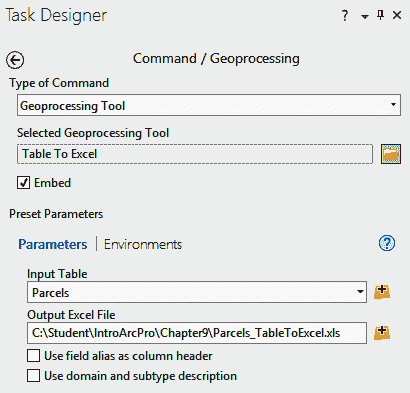 Task Designer
?
Command / Geoprocessing
Type of Command
Geoprocessing Tool
Selected Geoprocessing Tool
Table To Excel
Embed
Preset Parameters
Parameters | Environments
?
Input Table
Parcels
Output Excel File
C:\Student\IntroArcPro\Chapter9\Parcels_TableToExcel.xls
Use field alias as column header
Use domain and subtype description